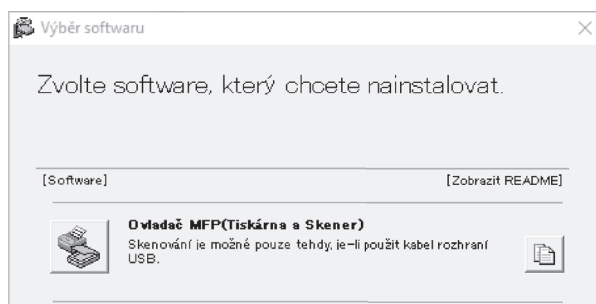 Výběr softwaru
Zvolte software, který chcete nainstalovat.
[Software] [Zobrazit README]
Ovladač MFP(Tiskárna a Skener)
Skenování je možné pouze tehdy, je-li použit kabel rozhraní
USB.